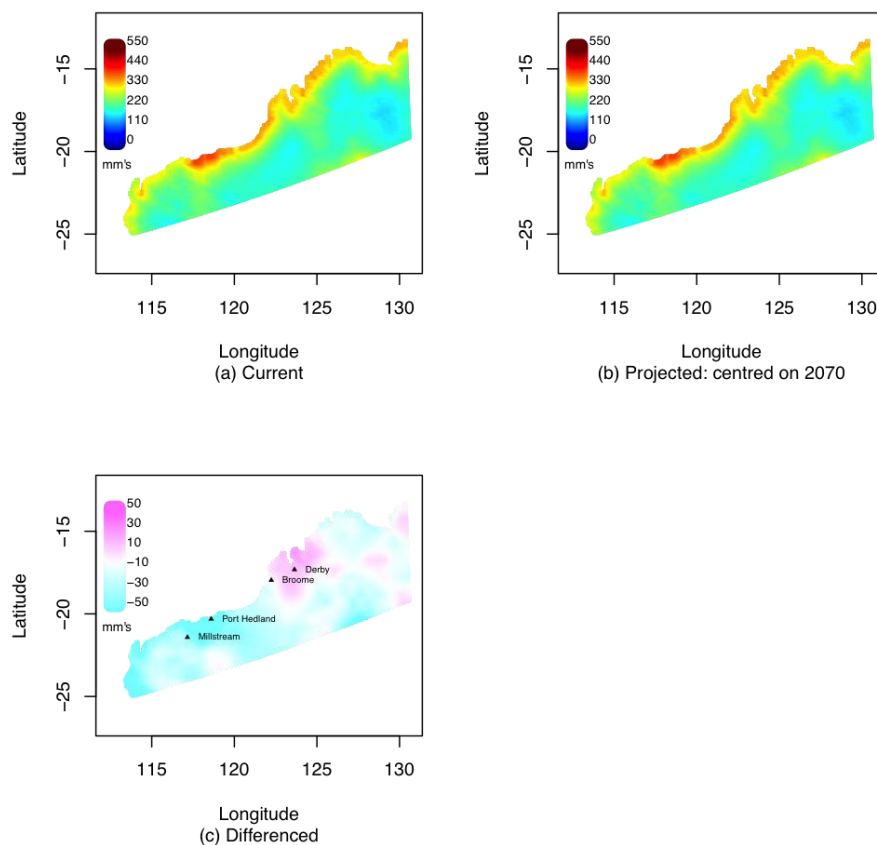 550
440
330
220
110
0
mm's
Latitude
−15
−20
−25
115
120
125
130
Longitude
(a) Current
550
440
330
220
110
0
mm's
Latitude
−15
−20
−25
115
120
125
130
Longitude
(b) Projected: centred on 2070
50
30
10
−10
−30
−50
mm's
Latitude
−15
−20
−25
Derby
Broome
Port Hedland
Millstream
115
120
125
130
Longitude
(c) Differenced